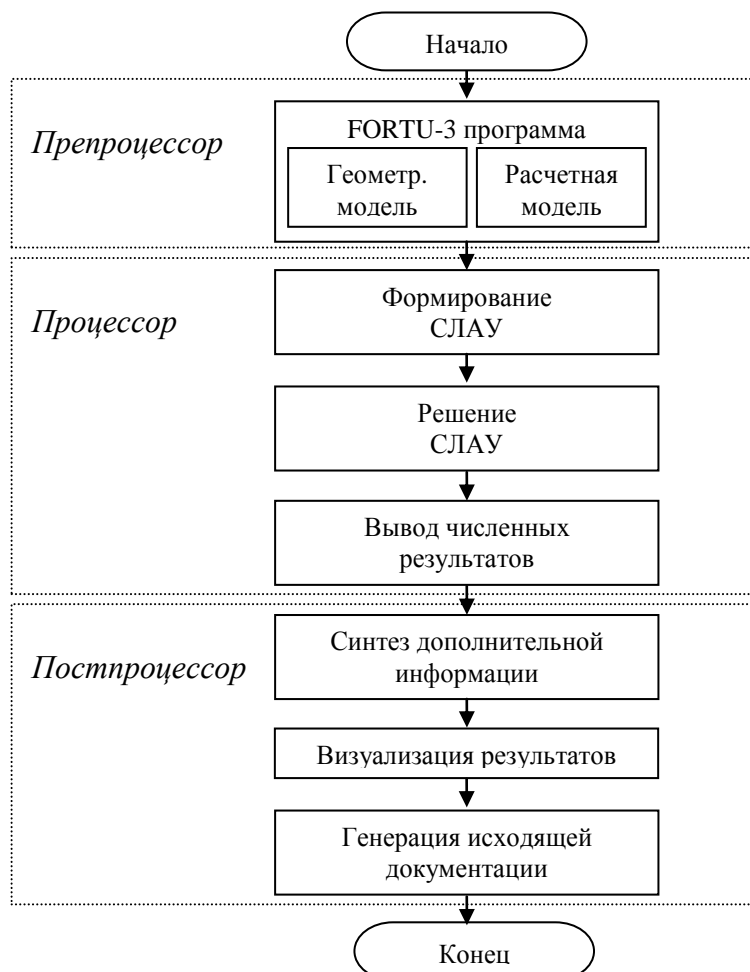 Начало
Препроцессор
FORTU-3 программа
Геометр.
модель
Расчетная
модель
Процессор
Формирование
СЛАУ
Решение
СЛАУ
Вывод численных
результатов
Постпроцессор
Синтез дополнительной
информации
Визуализация результатов
Генерация исходящей
документации
Конец